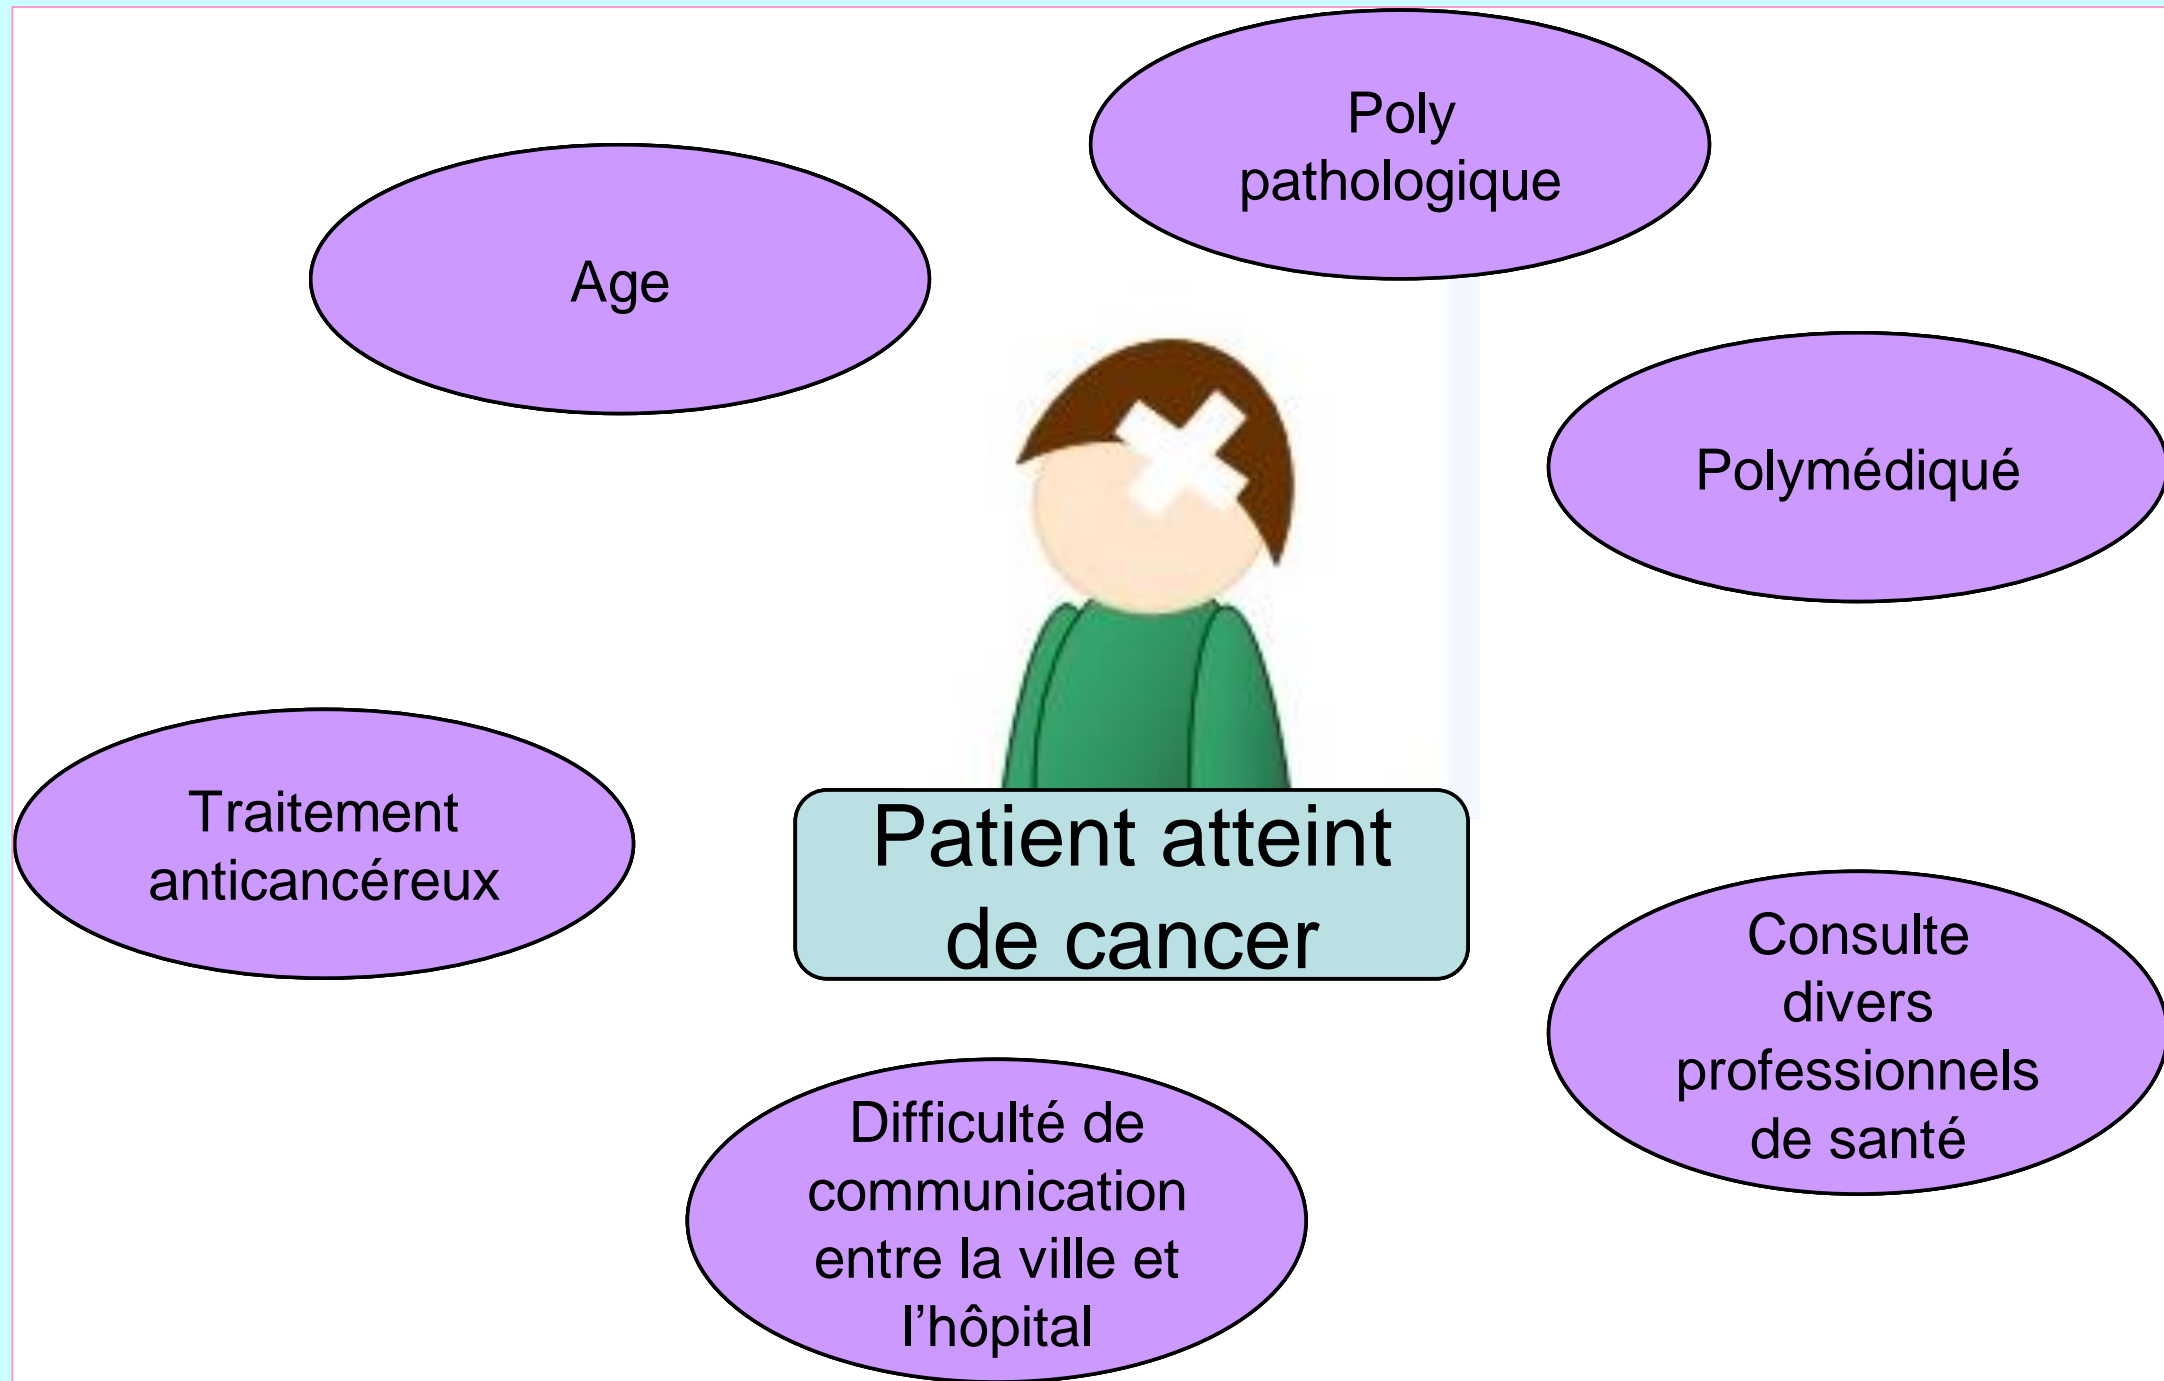 Poly
pathologique
Age
Polymédiqué
Traitement
anticancéreux
Patient atteint
de cancer
Consulte
divers
professionnels
de santé
Difficulté de
communication
entre la ville et
l’hôpital